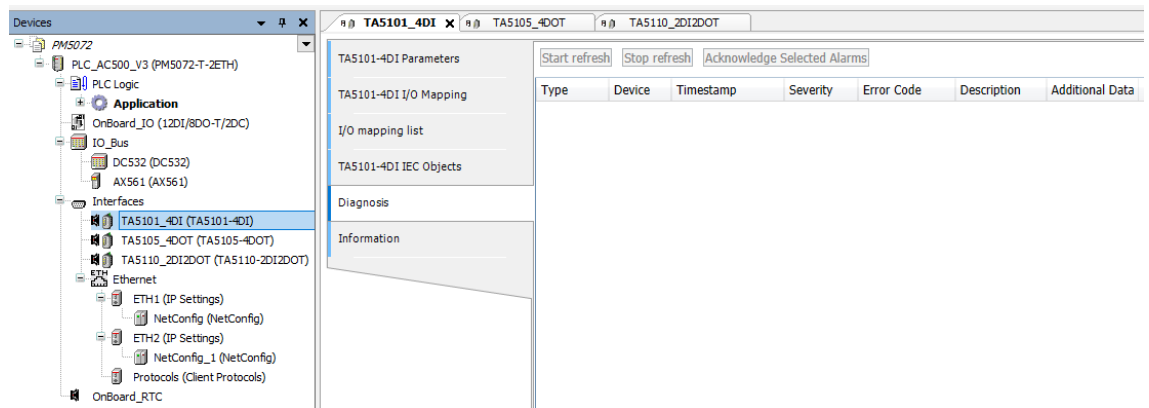 Devices
PM5072
PLC_AC500_V3 (PM5072-T-2ETH)
PLC Logic
Application
OnBoard_IO (12DI/8DO-T/2DC)
IO_Bus
DC532 (DC532)
AX561 (AX561)
Interfaces
TA5101_4DI (TA5101-4DI)
TA5105_4DOT (TA5105-4DOT)
TA5110_2DI2DOT (TA5110-2DI2DOT)
ETH Ethernet
ETH1 (IP Settings)
NetConfig (NetConfig)
ETH2 (IP Settings)
NetConfig_1 (NetConfig)
Protocols (Client Protocols)
OnBoard_RTC
TA5101_4DI TA5105_4DOT TA5110_2DI2DOT
TA5101-4DI Parameters
TA5101-4DI I/O Mapping
I/O mapping list
TA5101-4DI IEC Objects
Diagnosis
Information
Start refresh Stop refresh Acknowledge Selected Alarms
Type Device Timestamp Severity Error Code Description Additional Data